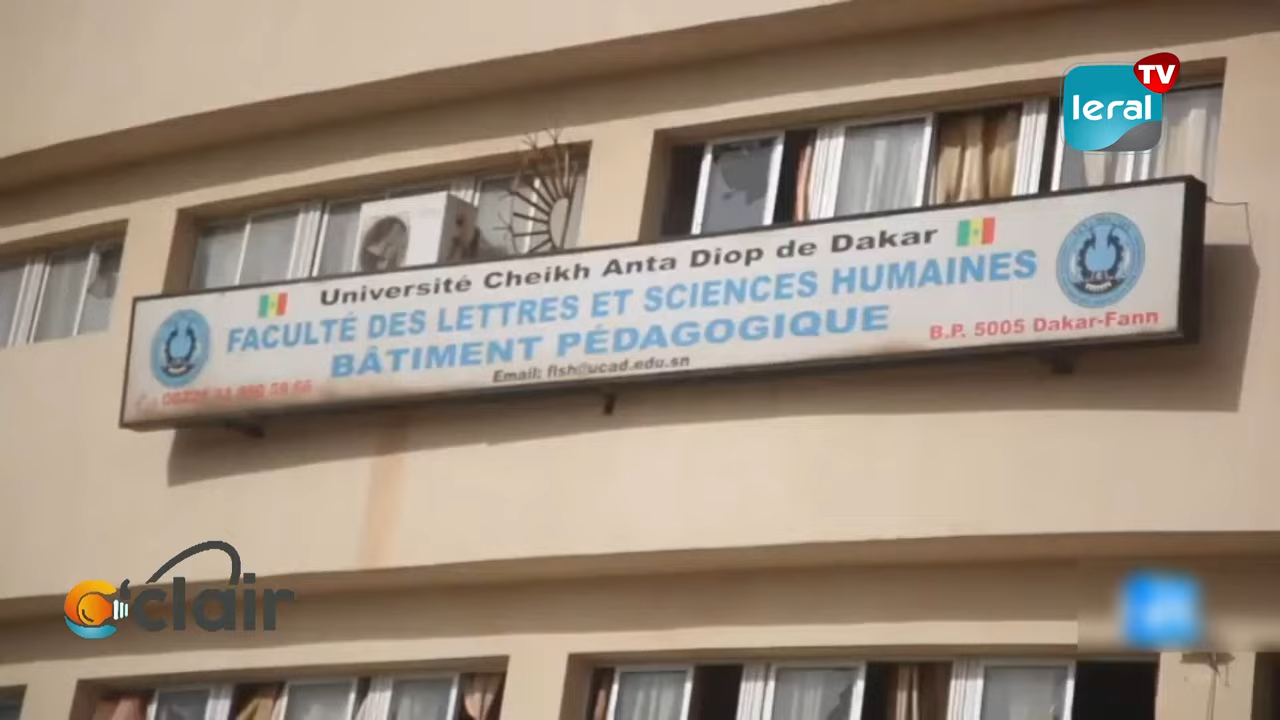 leral TV
Université Cheikh Anta Diop de Dakar
FACULTÉ DES LETTRES ET SCIENCES HUMAINES
BÂTIMENT PÉDAGOGIQUE
Email: flsh@ucad.edu.sn
B.P. 5005 Dakar-Fann
C'clair